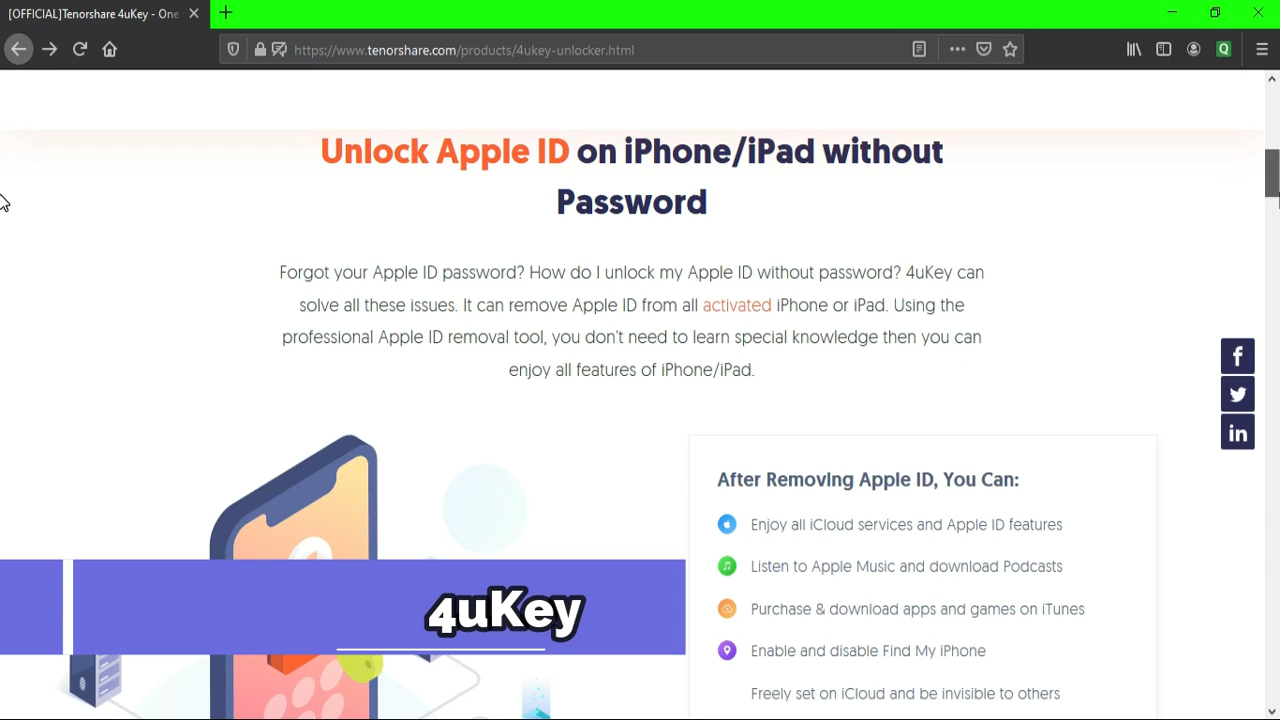 [OFFICIAL]Tenorshare 4uKey - One
https://www.tenorshare.com/products/4ukey-unlocker.html
Unlock Apple ID on iPhone/iPad without
Password
Forgot your Apple ID password? How do I unlock my Apple ID without password? 4uKey can
solve all these issues. It can remove Apple ID from all activated iPhone or iPad. Using the
professional Apple ID removal tool, you don't need to learn special knowledge then you can
enjoy all features of iPhone/iPad.
After Removing Apple ID, You Can:
Enjoy all iCloud services and Apple ID features
Listen to Apple Music and download Podcasts
Purchase & download apps and games on iTunes
Enable and disable Find My iPhone
Freely set on iCloud and be invisible to others
4uKey